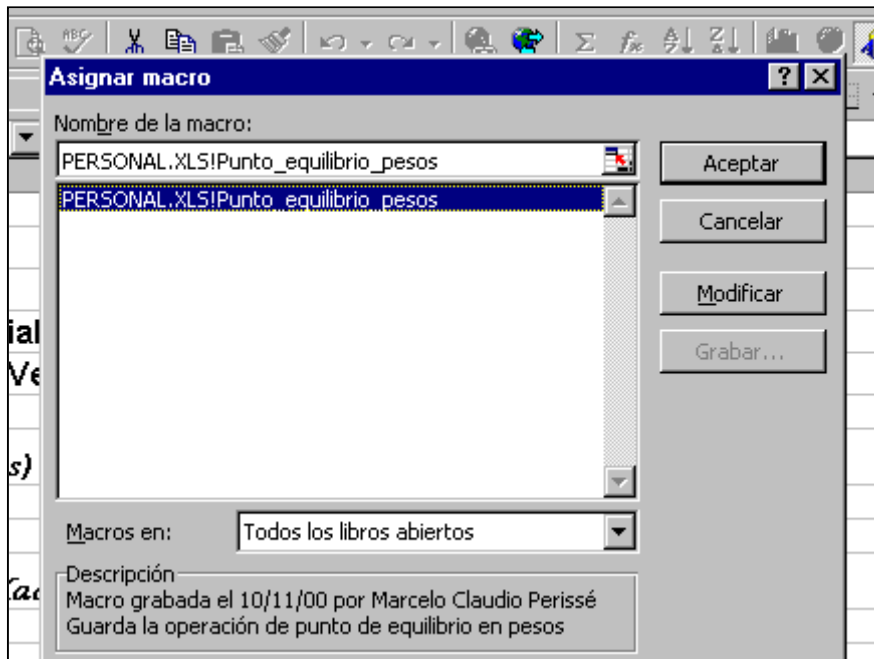 Asignar macro
Nombre de la macro:
PERSONAL.XLS!Punto_equilibrio_pesos
Aceptar
PERSONAL.XLS!Punto_equilibrio_pesos
Cancelar
Modificar
Grabar...
ial
Ve
s)
Macros en:
Todos los libros abiertos
Descripción
Macro grabada el 10/11/00 por Marcelo Claudio Perissé
Guarda la operación de punto de equilibrio en pesos